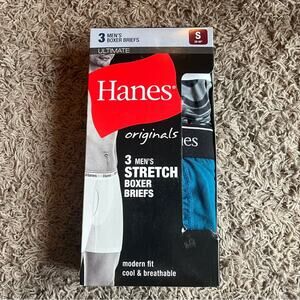 3 MEN'S
BOXER BRIEFS
S
ULTIMATE
Hanes®
originals
3 MEN'S
STRETCH
BOXER
BRIEFS
modern fit
cool & breathable